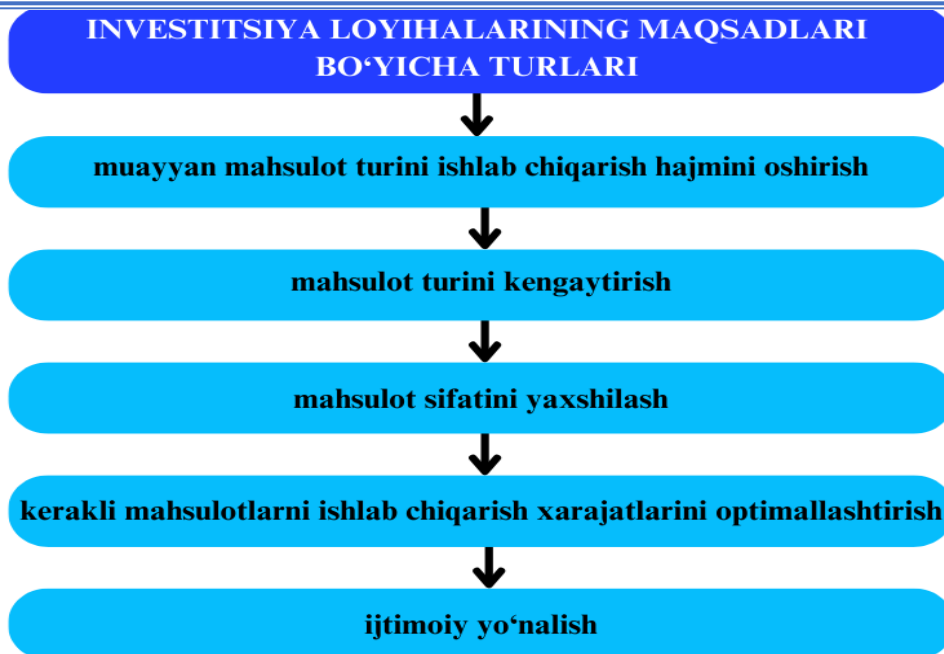 INVESTITSIYA LOYIHALARINING MAQSADLARI
BO‘YICHA TURLARI
muayyan mahsulot turini ishlab chiqarish hajmini oshirish
mahsulot turini kengaytirish
mahsulot sifatini yaxshilash
kerakli mahsulotlarni ishlab chiqarish xarajatlarini optimallashtirish
ijtimoiy yo‘nalish